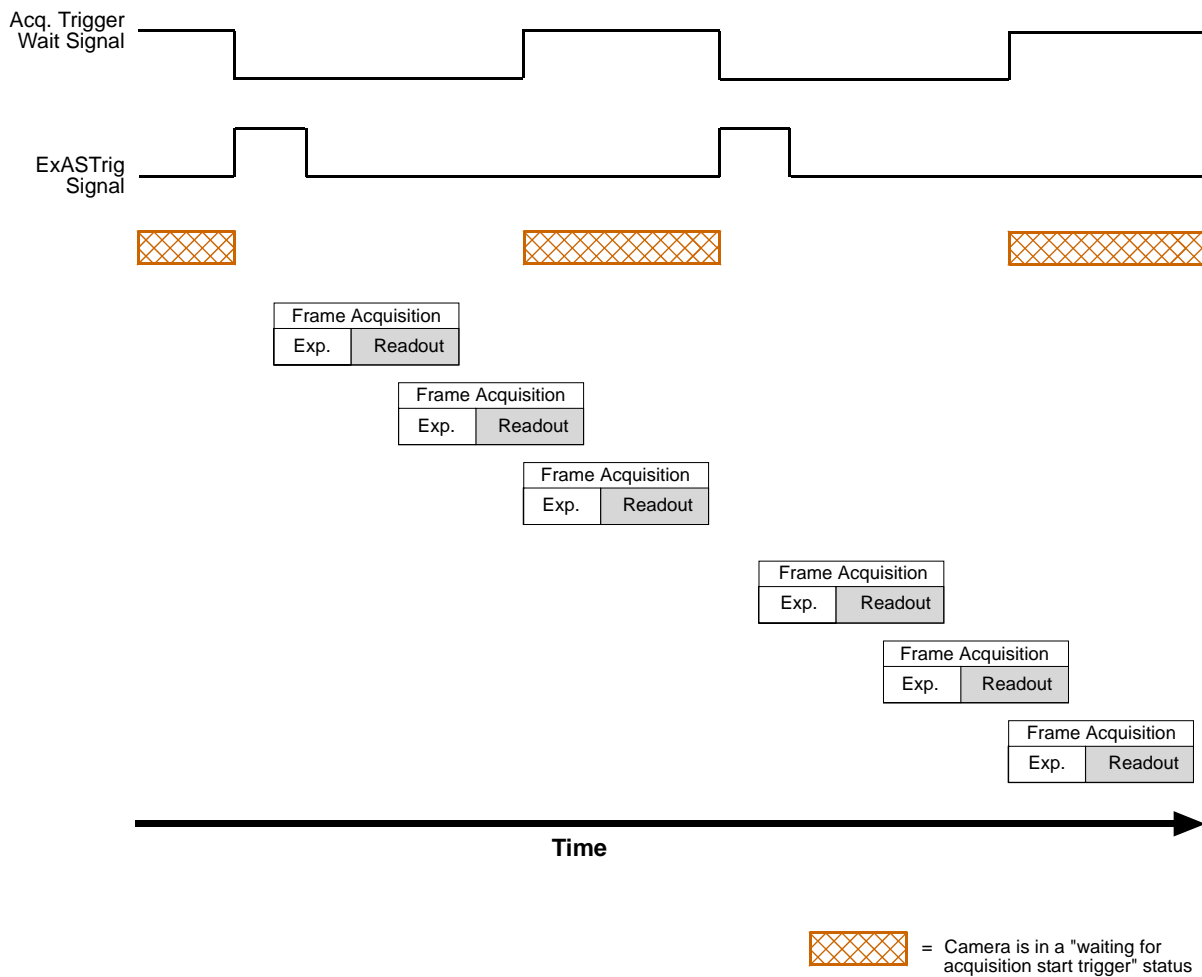 Acq. Trigger
Wait Signal
ExASTrig
Signal
Frame Acquisition
Exp. Readout
Frame Acquisition
Exp. Readout
Frame Acquisition
Exp. Readout
Frame Acquisition
Exp. Readout
Frame Acquisition
Exp. Readout
Frame Acquisition
Exp. Readout
Time
= Camera is in a "waiting for
acquisition start trigger" status